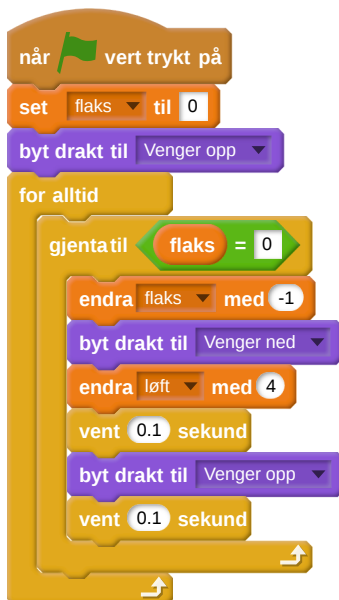 når vert trykt på
set flaks til 0
byt drakt til Venger opp
for alltid
gjenta til flaks = 0
endra flaks med -1
byt drakt til Venger ned
endra løft med 4
vent 0.1 sekund
byt drakt til Venger opp
vent 0.1 sekund